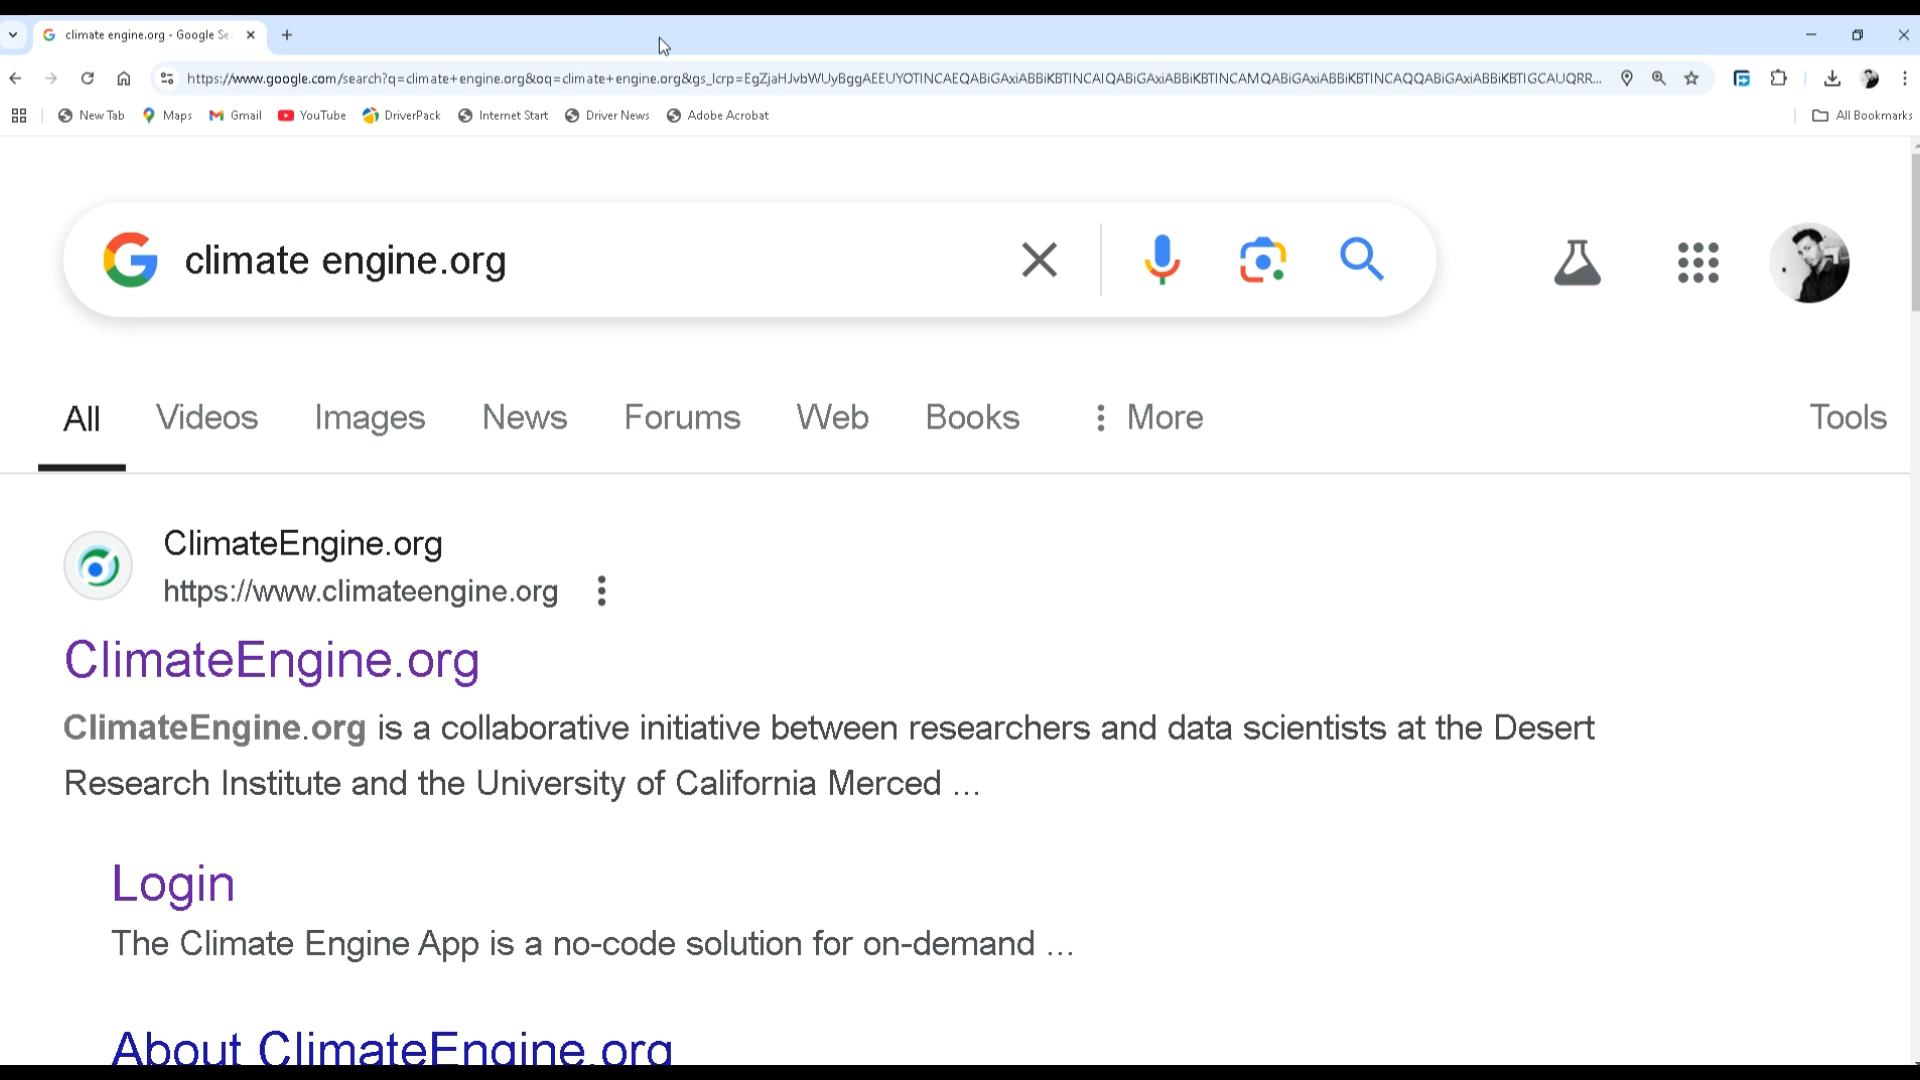 climate engine.org - Google Se
https://www.google.com/search?q=climate+engine.org&oq=climate+engine.org&gs_lcrp=EgZjaHJvbWUyBggAEEUYOTINCAEQABiGAxiABBiKBTINCAIQABiGAxiABBiKBTINCAMQABiGAxiABBiKBTINCAQQABiGAxiABBiKBTIGCAUQRR...
New Tab Maps Gmail YouTube DriverPack Internet Start Driver News Adobe Acrobat All Bookmarks
climate engine.org
All Videos Images News Forums Web Books More Tools
ClimateEngine.org
https://www.climateengine.org
ClimateEngine.org
ClimateEngine.org is a collaborative initiative between researchers and data scientists at the Desert
Research Institute and the University of California Merced ...
Login
The Climate Engine App is a no-code solution for on-demand ...
About ClimateEngine.org